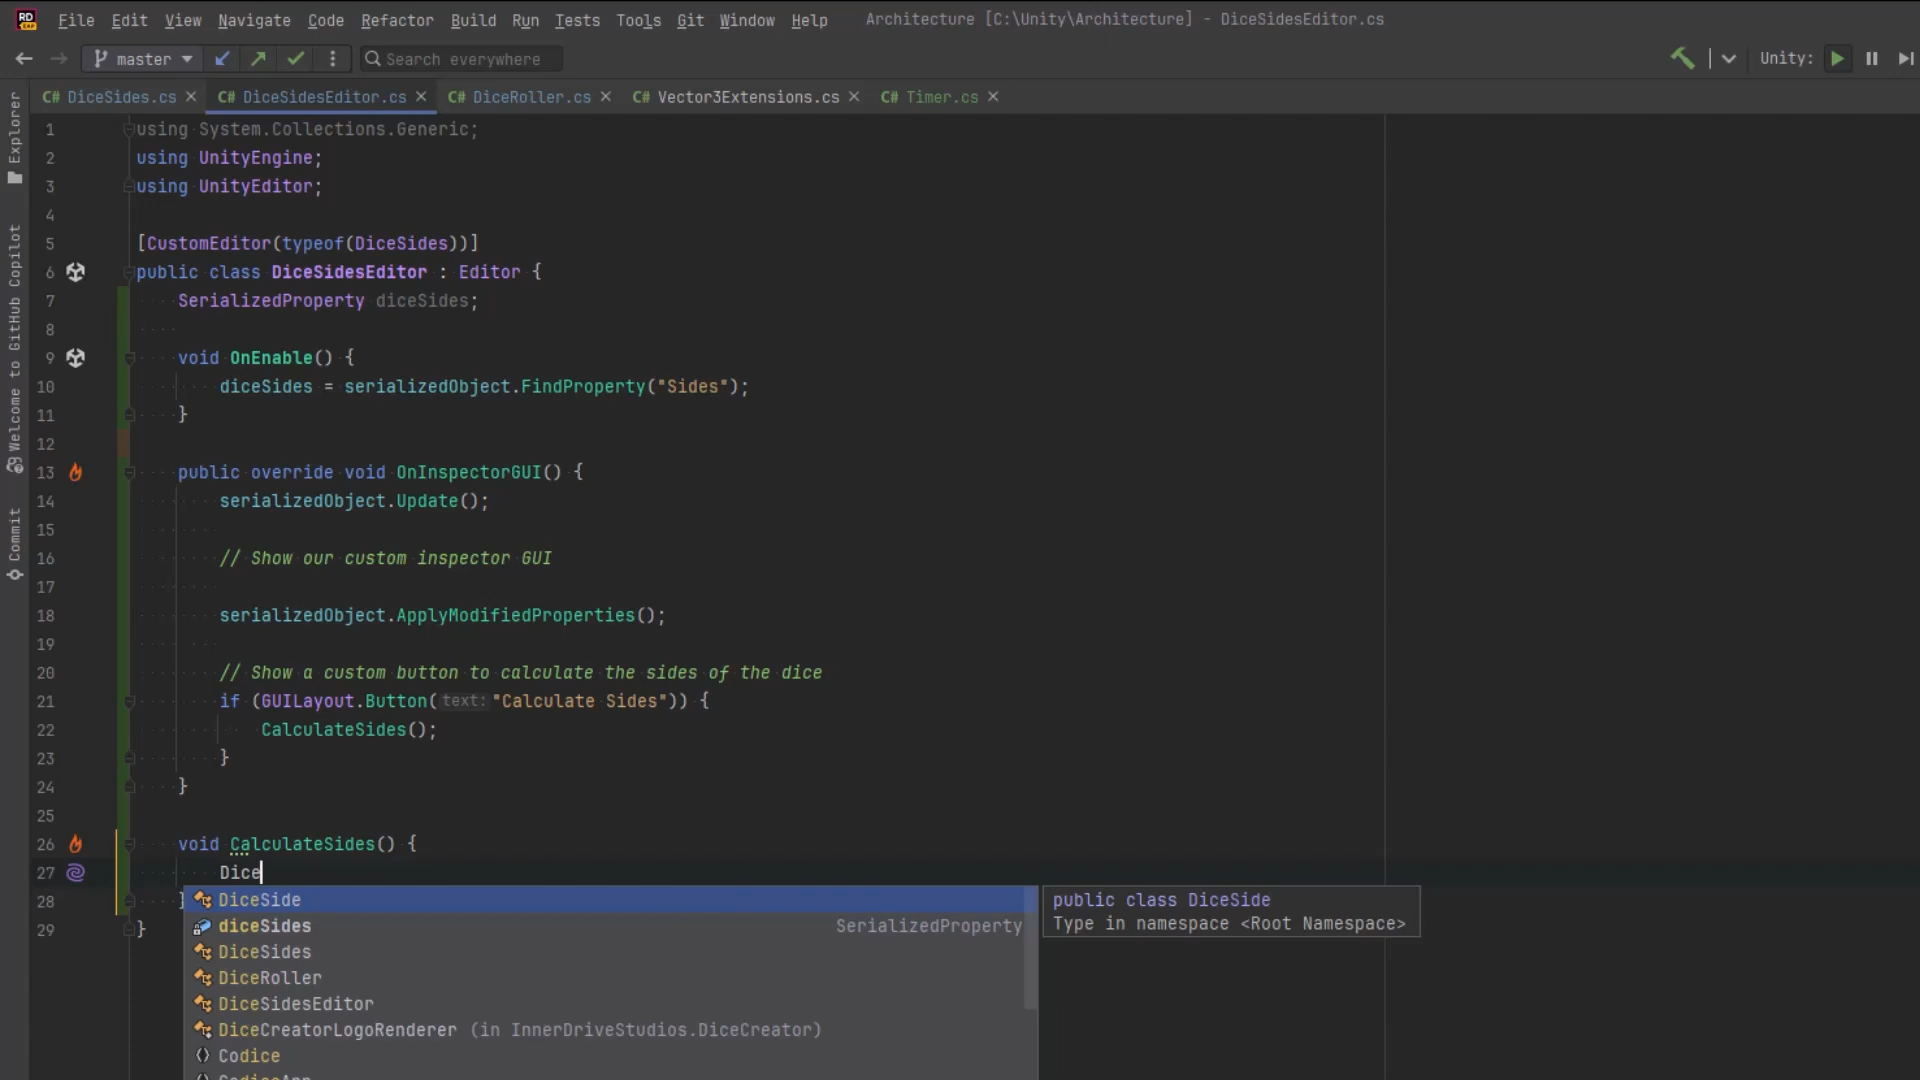 RD
File Edit View Navigate Code Refactor Build Run Tests Tools Git Window Help Architecture [C:\Unity\Architecture] - DiceSidesEditor.cs
master Search everywhere Unity:
C# DiceSides.cs C# DiceSidesEditor.cs C# DiceRoller.cs C# Vector3Extensions.cs C# Timer.cs
Explorer
Welcome to GitHub Copilot
Commit
1 using System.Collections.Generic;
2 using UnityEngine;
3 using UnityEditor;
4
5 [CustomEditor(typeof(DiceSides))]
6 public class DiceSidesEditor : Editor {
7 SerializedProperty diceSides;
8
9 void OnEnable() {
10 diceSides = serializedObject.FindProperty("Sides");
11 }
12
13 public override void OnInspectorGUI() {
14 serializedObject.Update();
15
16 // Show our custom inspector GUI
17
18 serializedObject.ApplyModifiedProperties();
19
20 // Show a custom button to calculate the sides of the dice
21 if (GUILayout.Button(text:"Calculate Sides")) {
22 CalculateSides();
23 }
24 }
25
26 void CalculateSides() {
27 Dice
28 }
29 }
DiceSide
diceSides SerializedProperty
DiceSides
DiceRoller
DiceSidesEditor
DiceCreatorLogoRenderer (in InnerDriveStudios.DiceCreator)
Codice
public class DiceSide
Type in namespace <Root Namespace>